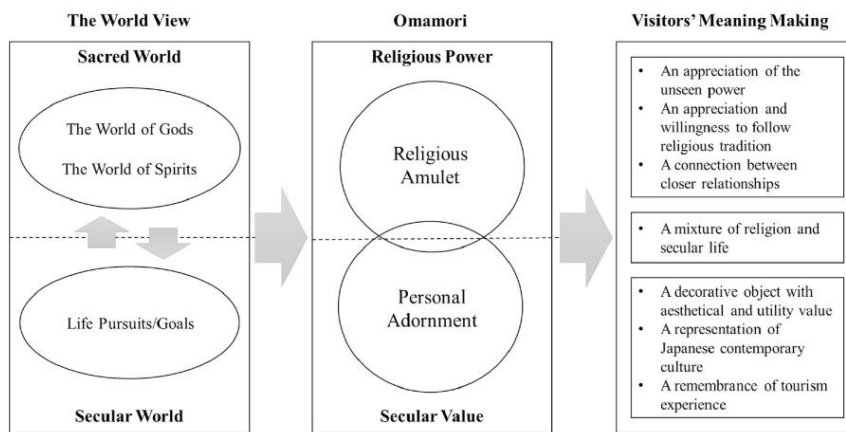 The World View
Sacred World
The World of Gods
The World of Spirits
Life Pursuits/Goals
Secular World
Omamori
Religious Power
Religious
Amulet
Personal
Adornment
Secular Value
Visitors' Meaning Making
• An appreciation of the
unseen power
• An appreciation and
willingness to follow
religious tradition
• A connection between
closer relationships
• A mixture of religion and
secular life
• A decorative object with
aesthetical and utility value
• A representation of
Japanese contemporary
culture
• A remembrance of tourism
experience